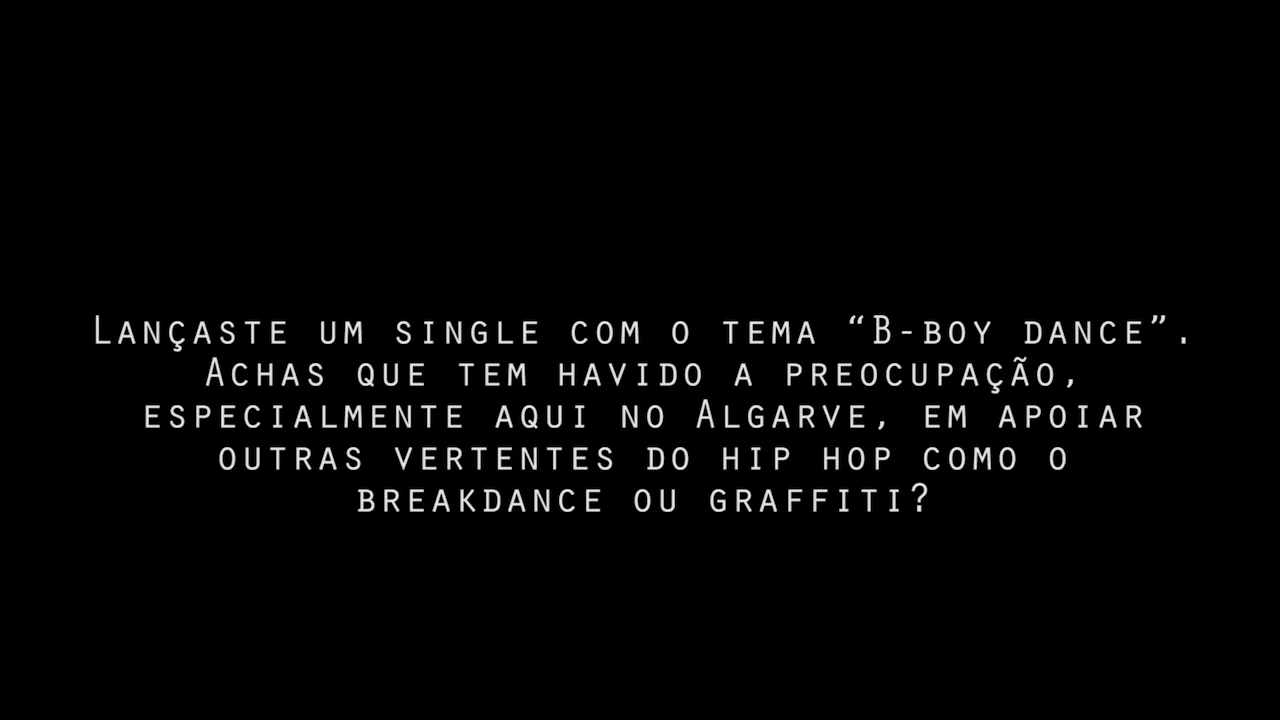 Lançaste um single com o tema “B-boy dance”.
Achas que tem havido a preocupação,
especialmente aqui no Algarve, em apoiar
outras vertentes do hip hop como o
breakdance ou graffiti?